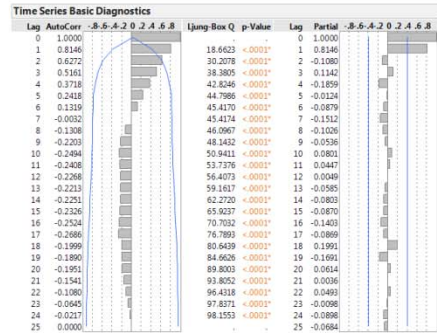 Time Series Basic Diagnostics
Lag AutoCorr -.8-.6-.4-.2 0 .2 .4 .6 .8 Ljung-Box Q p-Value Lag Partial -.8-.6-.4-.2 0 .2 .4 .6 .8
0 1.0000 . . 0 1.0000
1 0.8146 18.6623 <.0001* 1 0.8146
2 0.6272 30.2078 <.0001* 2 -0.1080
3 0.5161 38.3805 <.0001* 3 0.1142
4 0.3718 42.8246 <.0001* 4 -0.1859
5 0.2418 44.7986 <.0001* 5 -0.0124
6 0.1319 45.4170 <.0001* 6 -0.0879
7 -0.0032 45.4174 <.0001* 7 -0.1512
8 -0.1308 46.0967 <.0001* 8 -0.1026
9 -0.2203 48.1432 <.0001* 9 -0.0536
10 -0.2494 50.9411 <.0001* 10 0.0801
11 -0.2408 53.7376 <.0001* 11 0.0447
12 -0.2268 56.4073 <.0001* 12 0.0049
13 -0.2213 59.1617 <.0001* 13 -0.0585
14 -0.2251 62.2720 <.0001* 14 -0.0803
15 -0.2326 65.9237 <.0001* 15 -0.0870
16 -0.2524 70.7032 <.0001* 16 -0.1403
17 -0.2686 76.7893 <.0001* 17 -0.0869
18 -0.1999 80.6439 <.0001* 18 0.1991
19 -0.1890 84.6626 <.0001* 19 -0.1691
20 -0.1951 89.8003 <.0001* 20 0.0614
21 -0.1541 93.8052 <.0001* 21 0.0036
22 -0.1080 96.4318 <.0001* 22 0.0493
23 -0.0645 97.8371 <.0001* 23 -0.0098
24 -0.0217 98.1553 <.0001* 24 -0.0898
25 0.0000 . . 25 -0.0684